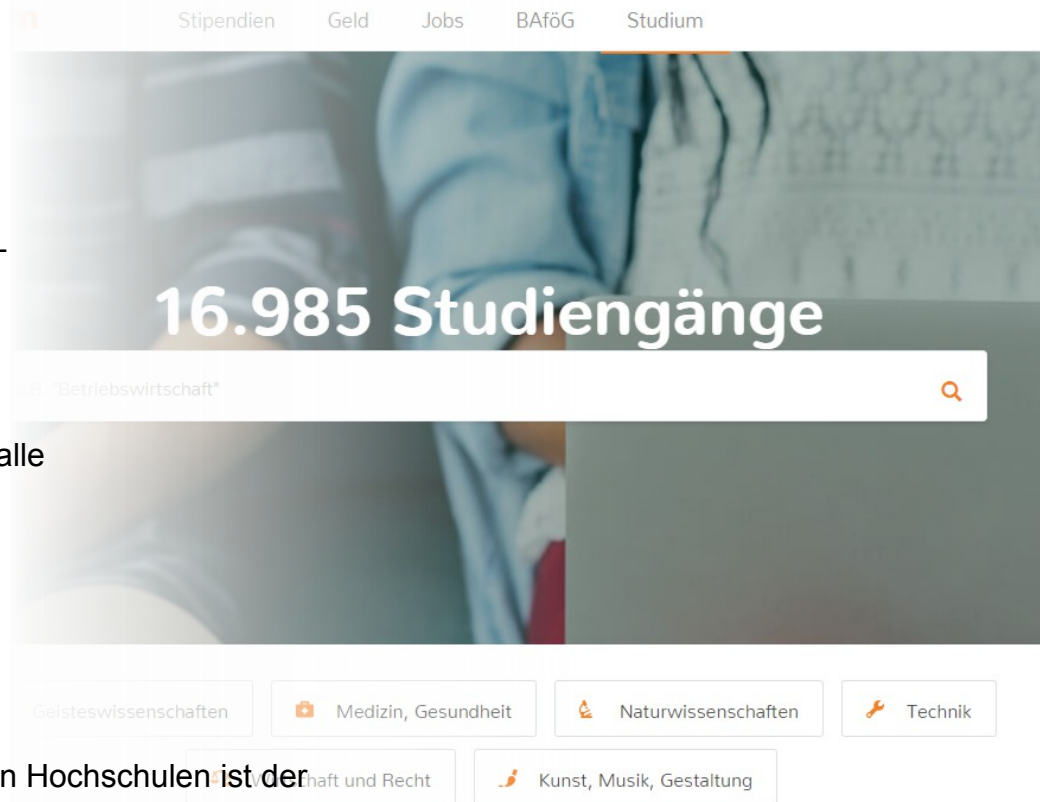 Stipendien Geld Jobs BAföG Studium
16.985 Studiengänge
"Betriebswirtschaft"
alle
Geisteswissenschaften Medizin, Gesundheit Naturwissenschaften Technik
Wirtschaft und Recht Kunst, Musik, Gestaltung
n Hochschulen ist der